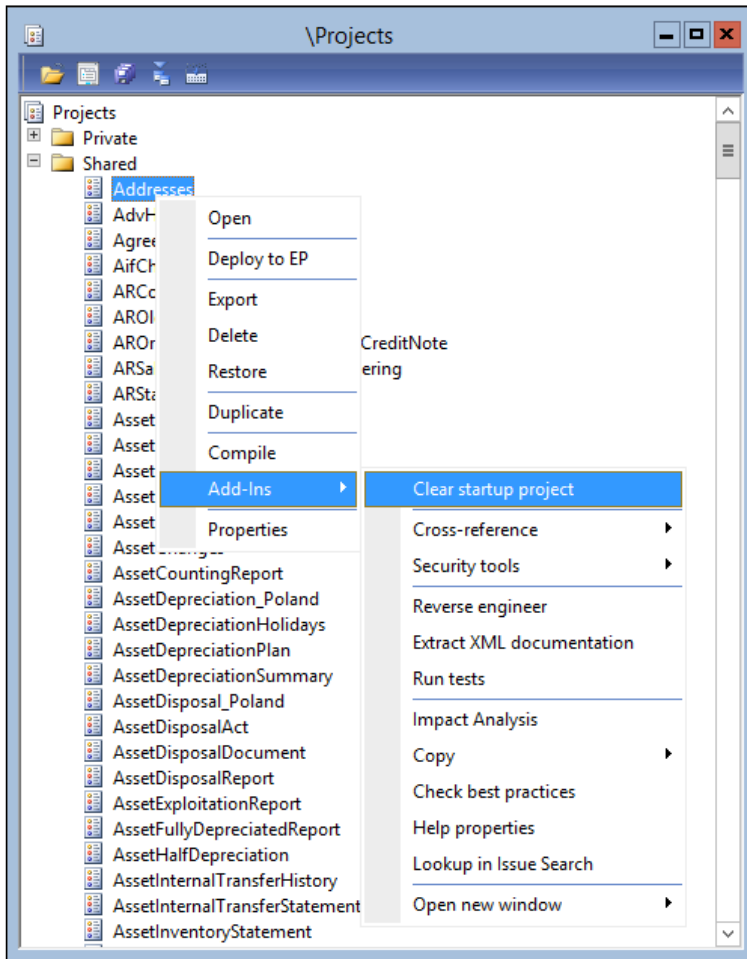 \Projects
Projects
Private
Shared
Addresses
AdvH
Open
Agree
AifCh
Deploy to EP
ARCo
Export
AROl
Delete
AROr
CreditNote
ARSa
Restore
ering
ARSta
Asset
Duplicate
Asset
Compile
Asset
Asset
Add-Ins
Clear startup project
Asset
Properties
Cross-reference
Asset
AssetCountingReport
Security tools
AssetDepreciation_Poland
Reverse engineer
AssetDepreciationHolidays
AssetDepreciationPlan
Extract XML documentation
AssetDepreciationSummary
Run tests
AssetDisposal_Poland
AssetDisposalAct
Impact Analysis
AssetDisposalDocument
Copy
AssetDisposalReport
Check best practices
AssetExploitationReport
AssetFullyDepreciatedReport
Help properties
AssetHalfDepreciation
Lookup in Issue Search
AssetInternalTransferHistory
AssetInternalTransferStatement
Open new window
AssetInventoryStatement